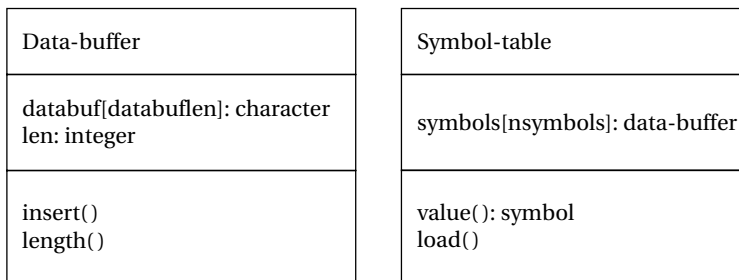 Data-buffer
databuf[databuflen]: character
len: integer
insert()
length()
Symbol-table
symbols[nsymbols]: data-buffer
value(): symbol
load()